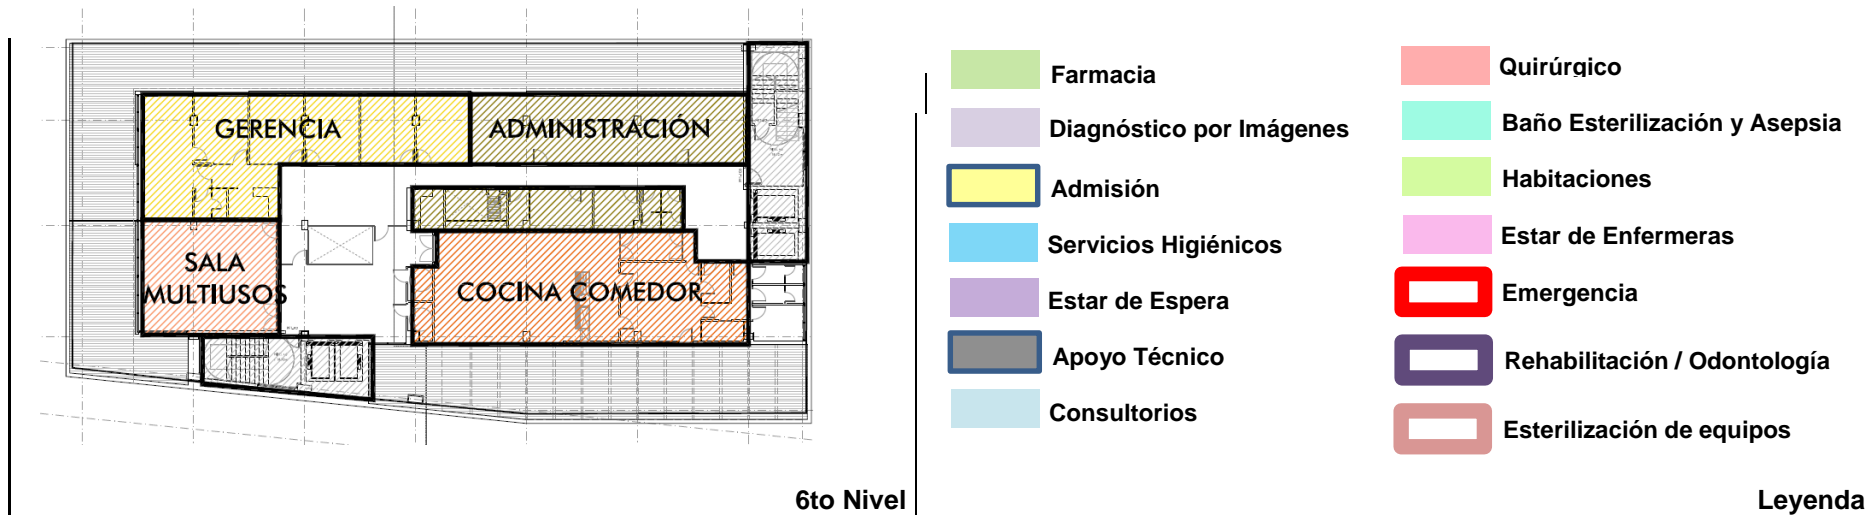 GERENCIA
ADMINISTRACIÓN
SALA
MULTIUSOS
COCINA COMEDOR
6to Nivel
Farmacia
Diagnóstico por Imágenes
Admisión
Servicios Higiénicos
Estar de Espera
Apoyo Técnico
Consultorios
Quirúrgico
Baño Esterilización y Asepsia
Habitaciones
Estar de Enfermeras
Emergencia
Rehabilitación / Odontología
Esterilización de equipos
Leyenda